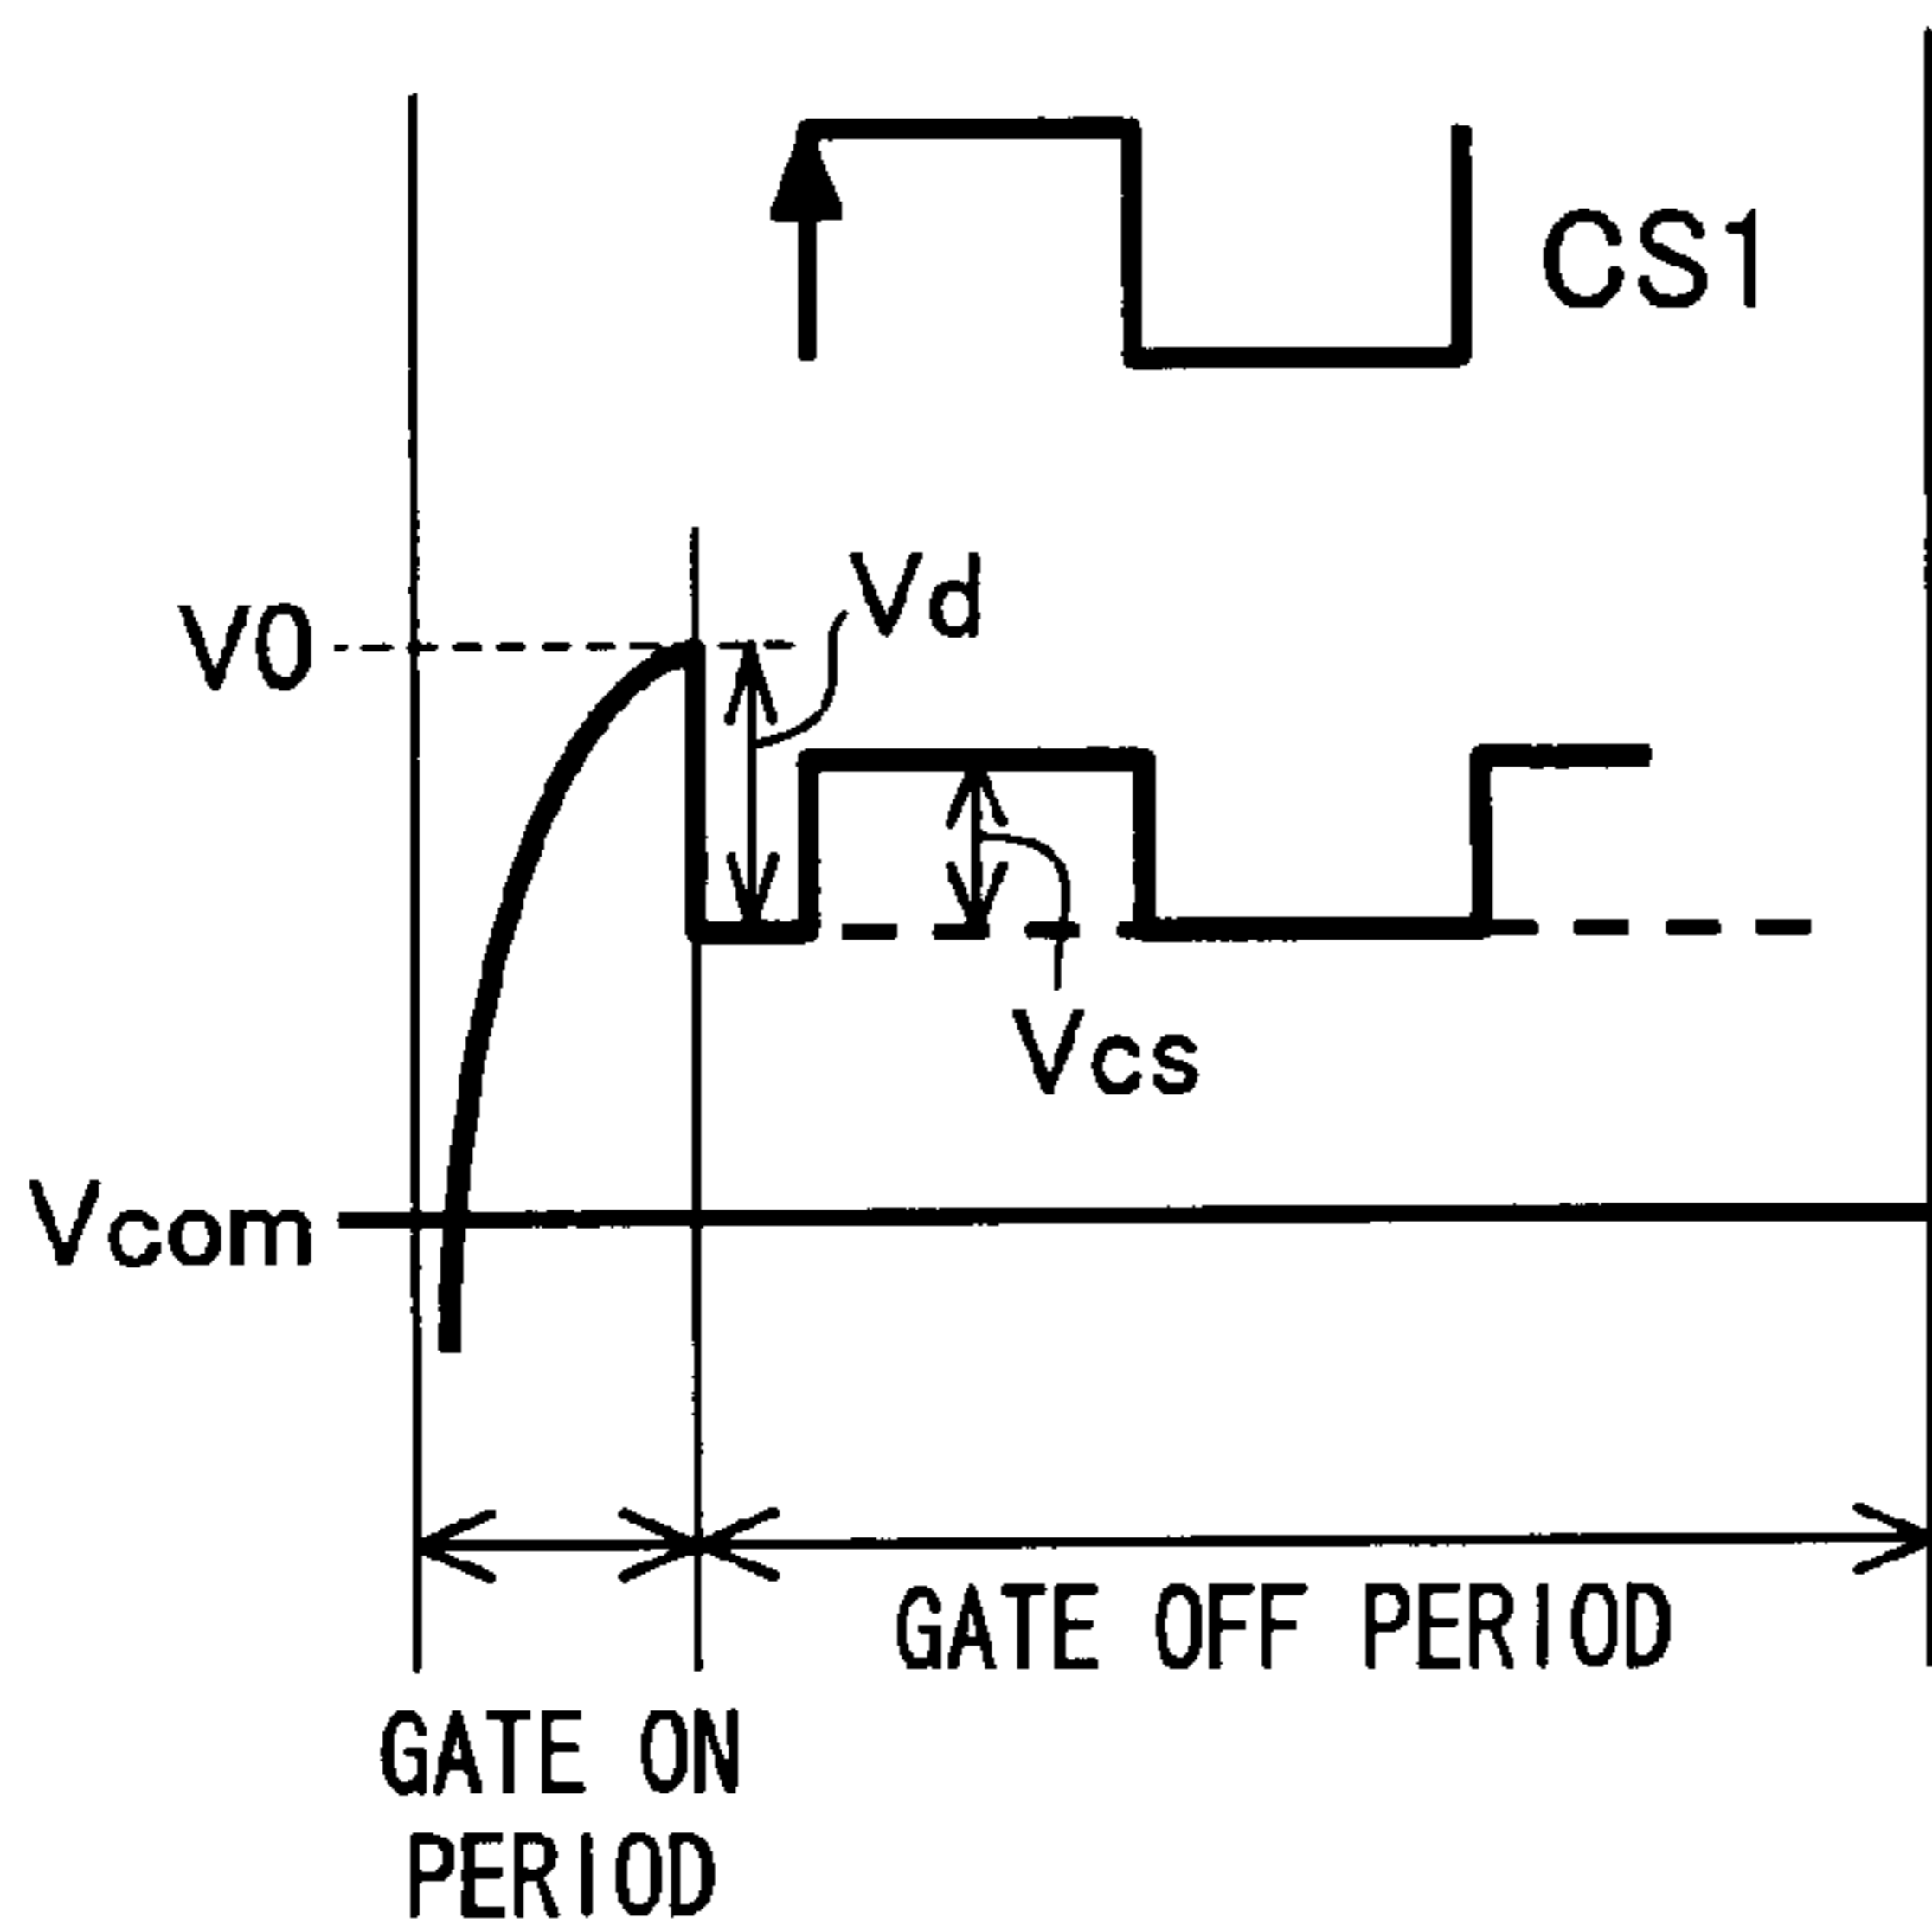 CS1
Vd
V0
Vcs
Vcom
GATE OFF PERIOD
GATE ON
PERIOD